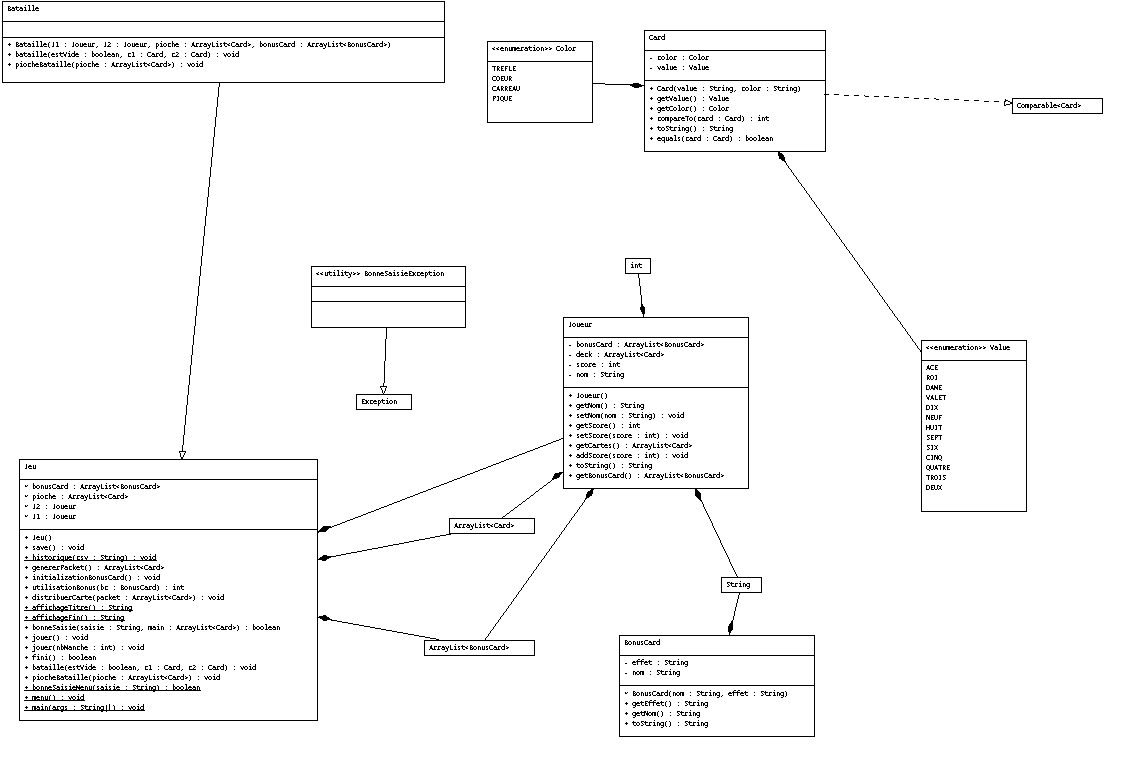 Bataille
+ Bataille(J1 : Joueur, J2 : Joueur, pioche : ArrayList<Card>, bonusCard : ArrayList<BonusCard>)
+ bataille(estVide : boolean, c1 : Card, c2 : Card) : void
+ piocheBataille(pioche : ArrayList<Card>) : void
<<enumeration>> Color
TREFLE
COEUR
CARREAU
PIQUE
Card
- color : Color
- value : Value
+ Card(value : String, color : String)
+ getValue() : Value
+ getColor() : Color
+ compareTo(card : Card) : int
+ toString() : String
+ equals(card : Card) : boolean
Comparable<Card>
<<utility>> BonneSaisieException
Exception
int
Joueur
- bonusCard : ArrayList<BonusCard>
- deck : ArrayList<Card>
- score : int
- nom : String
+ Joueur()
+ getNom() : String
+ setNom(nom : String) : void
+ getScore() : int
+ setScore(score : int) : void
+ getCartes() : ArrayList<Card>
+ addScore(score : int) : void
+ toString() : String
+ getBonusCard() : ArrayList<BonusCard>
<<enumeration>> Value
ACE
ROI
DAME
VALET
DIX
NEUF
HUIT
SEPT
SIX
CINQ
QUATRE
TROIS
DEUX
Jeu
~ bonusCard : ArrayList<BonusCard>
~ pioche : ArrayList<Card>
~ J2 : Joueur
~ J1 : Joueur
+ Jeu()
+ save() : void
+ historique(csv : String) : void
+ genererPacket() : ArrayList<Card>
+ initializationBonusCard() : void
+ utilisationBonus(bc : BonusCard) : int
+ distribuerCarte(packet : ArrayList<Card>) : void
+ affichageTitre() : String
+ affichageFin() : String
+ bonneSaisie(saisie : String, main : ArrayList<Card>) : boolean
+ jouer() : void
+ jouer(nbManche : int) : void
+ fini() : boolean
+ bataille(estVide : boolean, c1 : Card, c2 : Card) : void
+ piocheBataille(pioche : ArrayList<Card>) : void
+ bonneSaisieMenu(saisie : String) : boolean
+ menu() : void
+ main(args : String[]) : void
ArrayList<Card>
ArrayList<BonusCard>
String
BonusCard
- effet : String
- nom : String
~ BonusCard(nom : String, effet : String)
+ getEffet() : String
+ getNom() : String
+ toString() : String